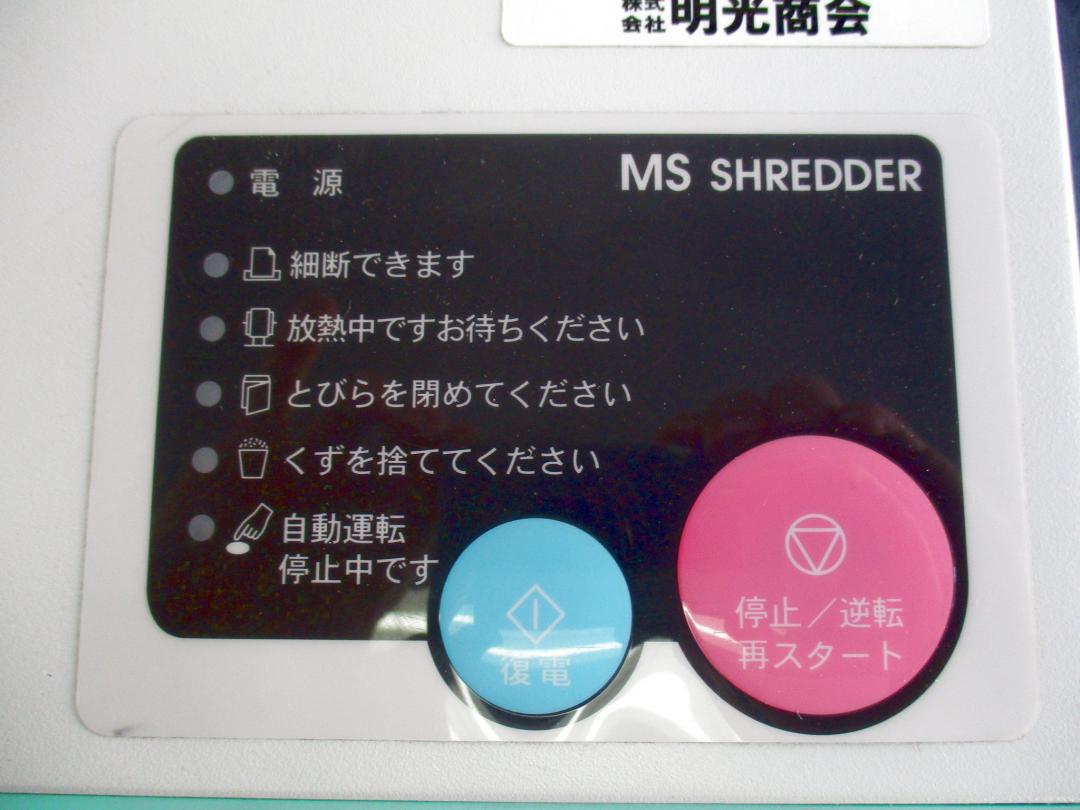 株式会社 明光商会
MS SHREDDER
電 源
細断できます
放熱中ですお待ちください
とびらを閉めてください
くずを捨ててください
自動運転
停止中です
復電
停止／逆転
再スタート